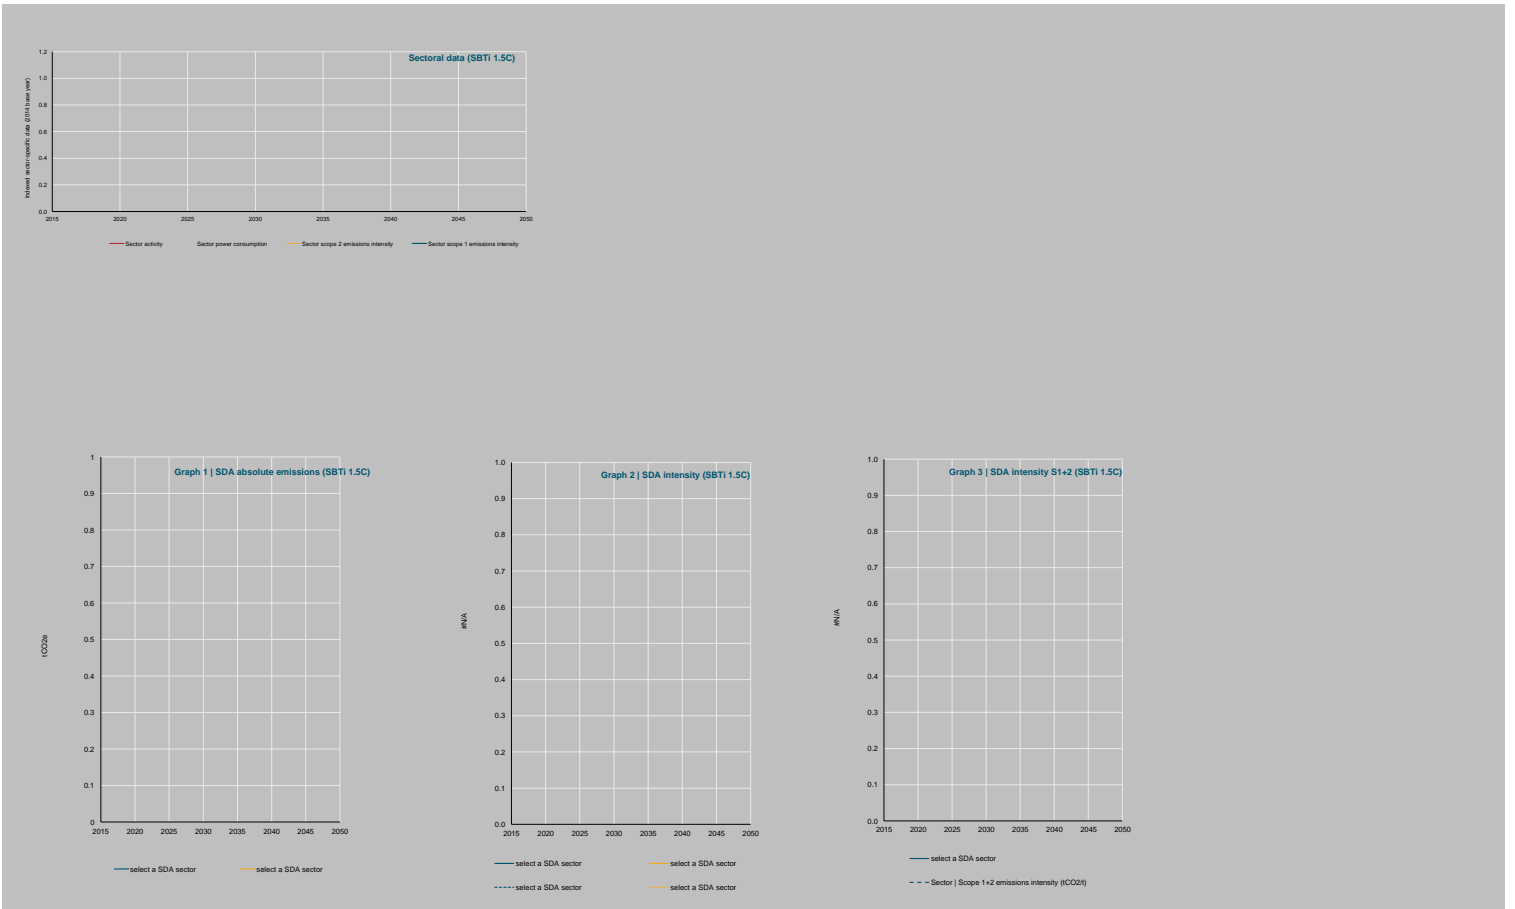 Sectoral data (SBTi 1.5C)
Indexed sector-specific data (2014 base year)
1.2
1.0
0.8
0.6
0.4
0.2
0.0
2015 2020 2025 2030 2035 2040 2045 2050
Sector activity Sector power consumption Sector scope 2 emissions intensity Sector scope 1 emissions intensity
Graph 1 | SDA absolute emissions (SBTi 1.5C)
tCO2e
1
0.9
0.8
0.7
0.6
0.5
0.4
0.3
0.2
0.1
0
2015 2020 2025 2030 2035 2040 2045 2050
select a SDA sector select a SDA sector
Graph 2 | SDA intensity (SBTi 1.5C)
#N/A
1.0
0.9
0.8
0.7
0.6
0.5
0.4
0.3
0.2
0.1
0.0
2015 2020 2025 2030 2035 2040 2045 2050
select a SDA sector select a SDA sector
select a SDA sector select a SDA sector
Graph 3 | SDA intensity S1+2 (SBTi 1.5C)
#N/A
1.0
0.9
0.8
0.7
0.6
0.5
0.4
0.3
0.2
0.1
0.0
2015 2020 2025 2030 2035 2040 2045 2050
select a SDA sector
Sector | Scope 1+2 emissions intensity (tCO2/t)